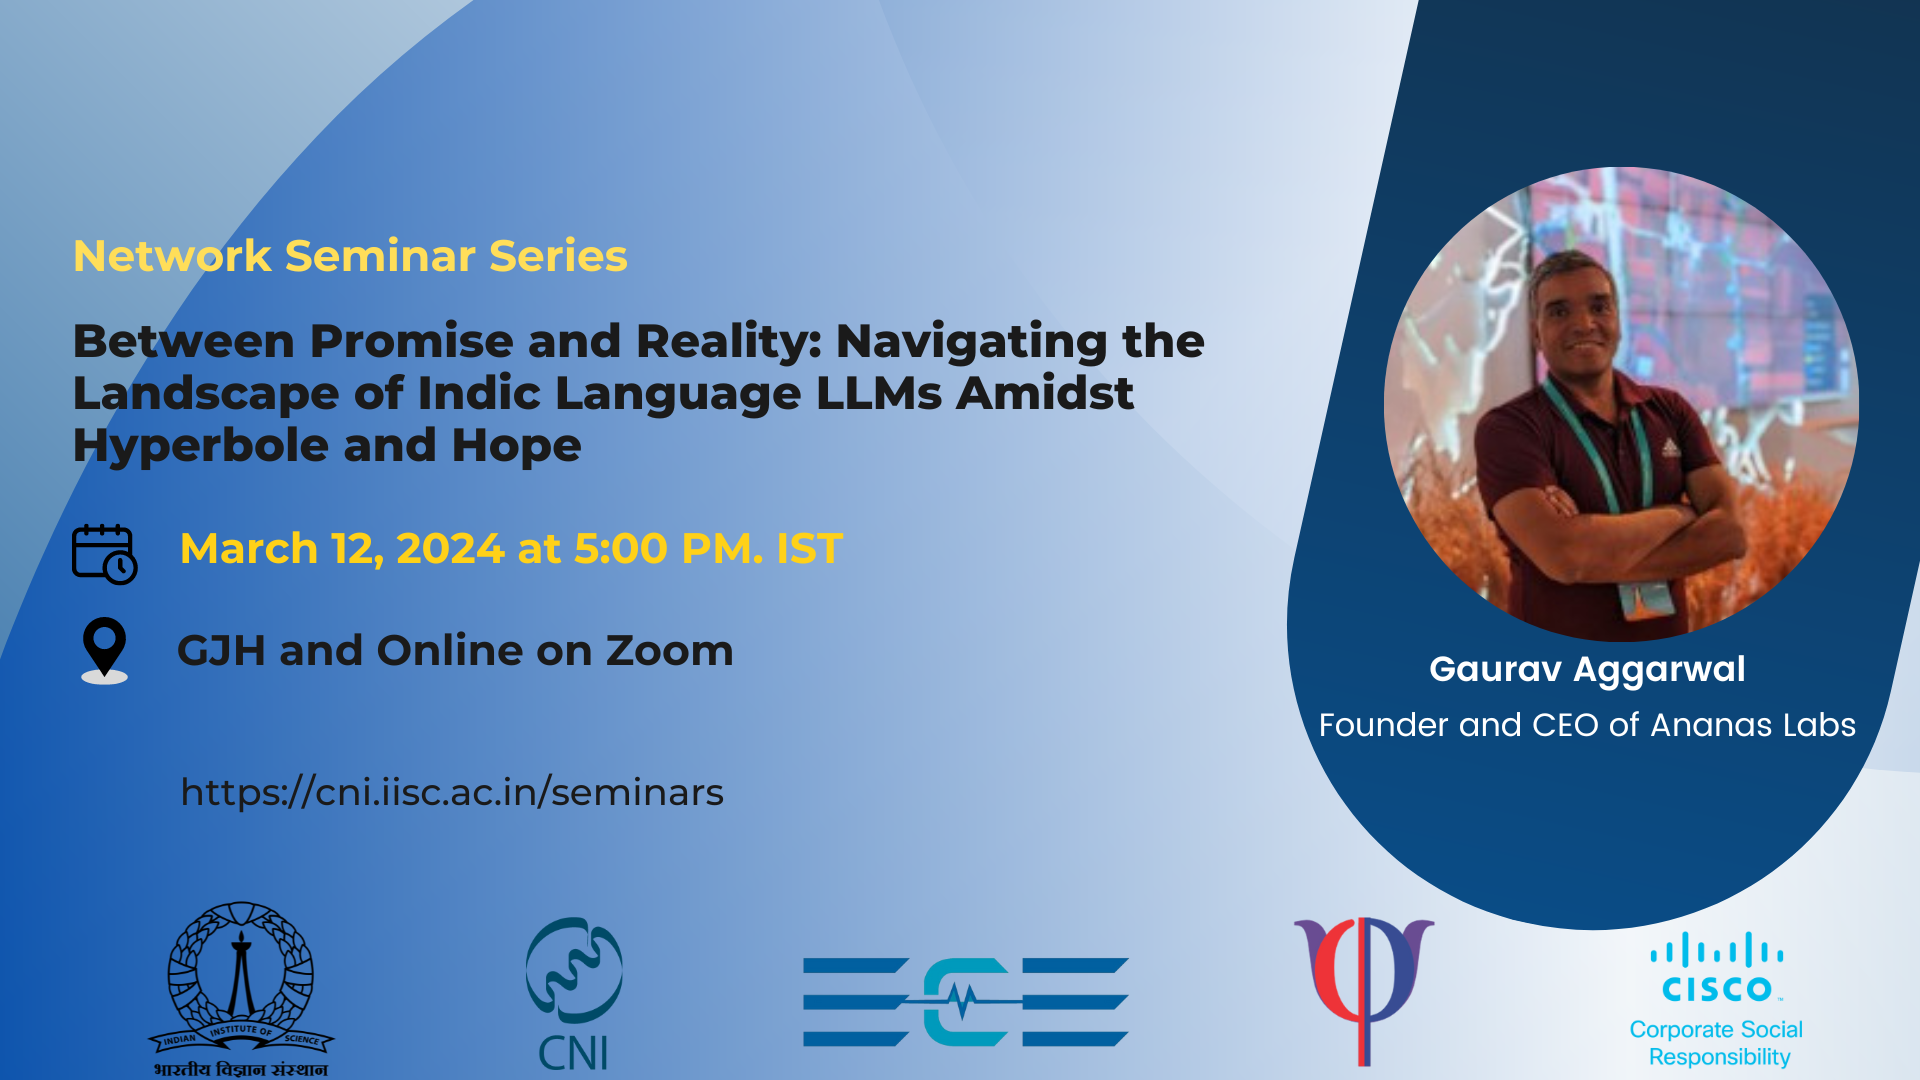 Network Seminar Series
Between Promise and Reality: Navigating the
Landscape of Indic Language LLMs Amidst
Hyperbole and Hope
March 12, 2024 at 5:00 PM. IST
GJH and Online on Zoom
https://cni.iisc.ac.in/seminars
Gaurav Aggarwal
Founder and CEO of Ananas Labs
INDIAN INSTITUTE OF SCIENCE
भारतीय विज्ञान संस्थान
CNI
ECE
CISCO
Corporate Social
Responsibility